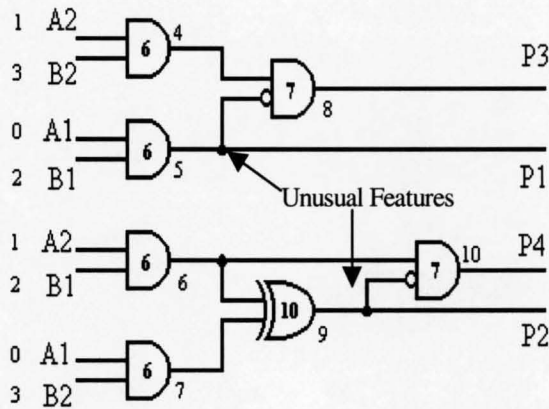 1 A2 4
6 P3
3 B2 7
8
0 A1
6
2 B1 5 P1
Unusual Features
1 A2 10 P4
6 7
2 B1 6
10
9 P2
0 A1
6
3 B2 7